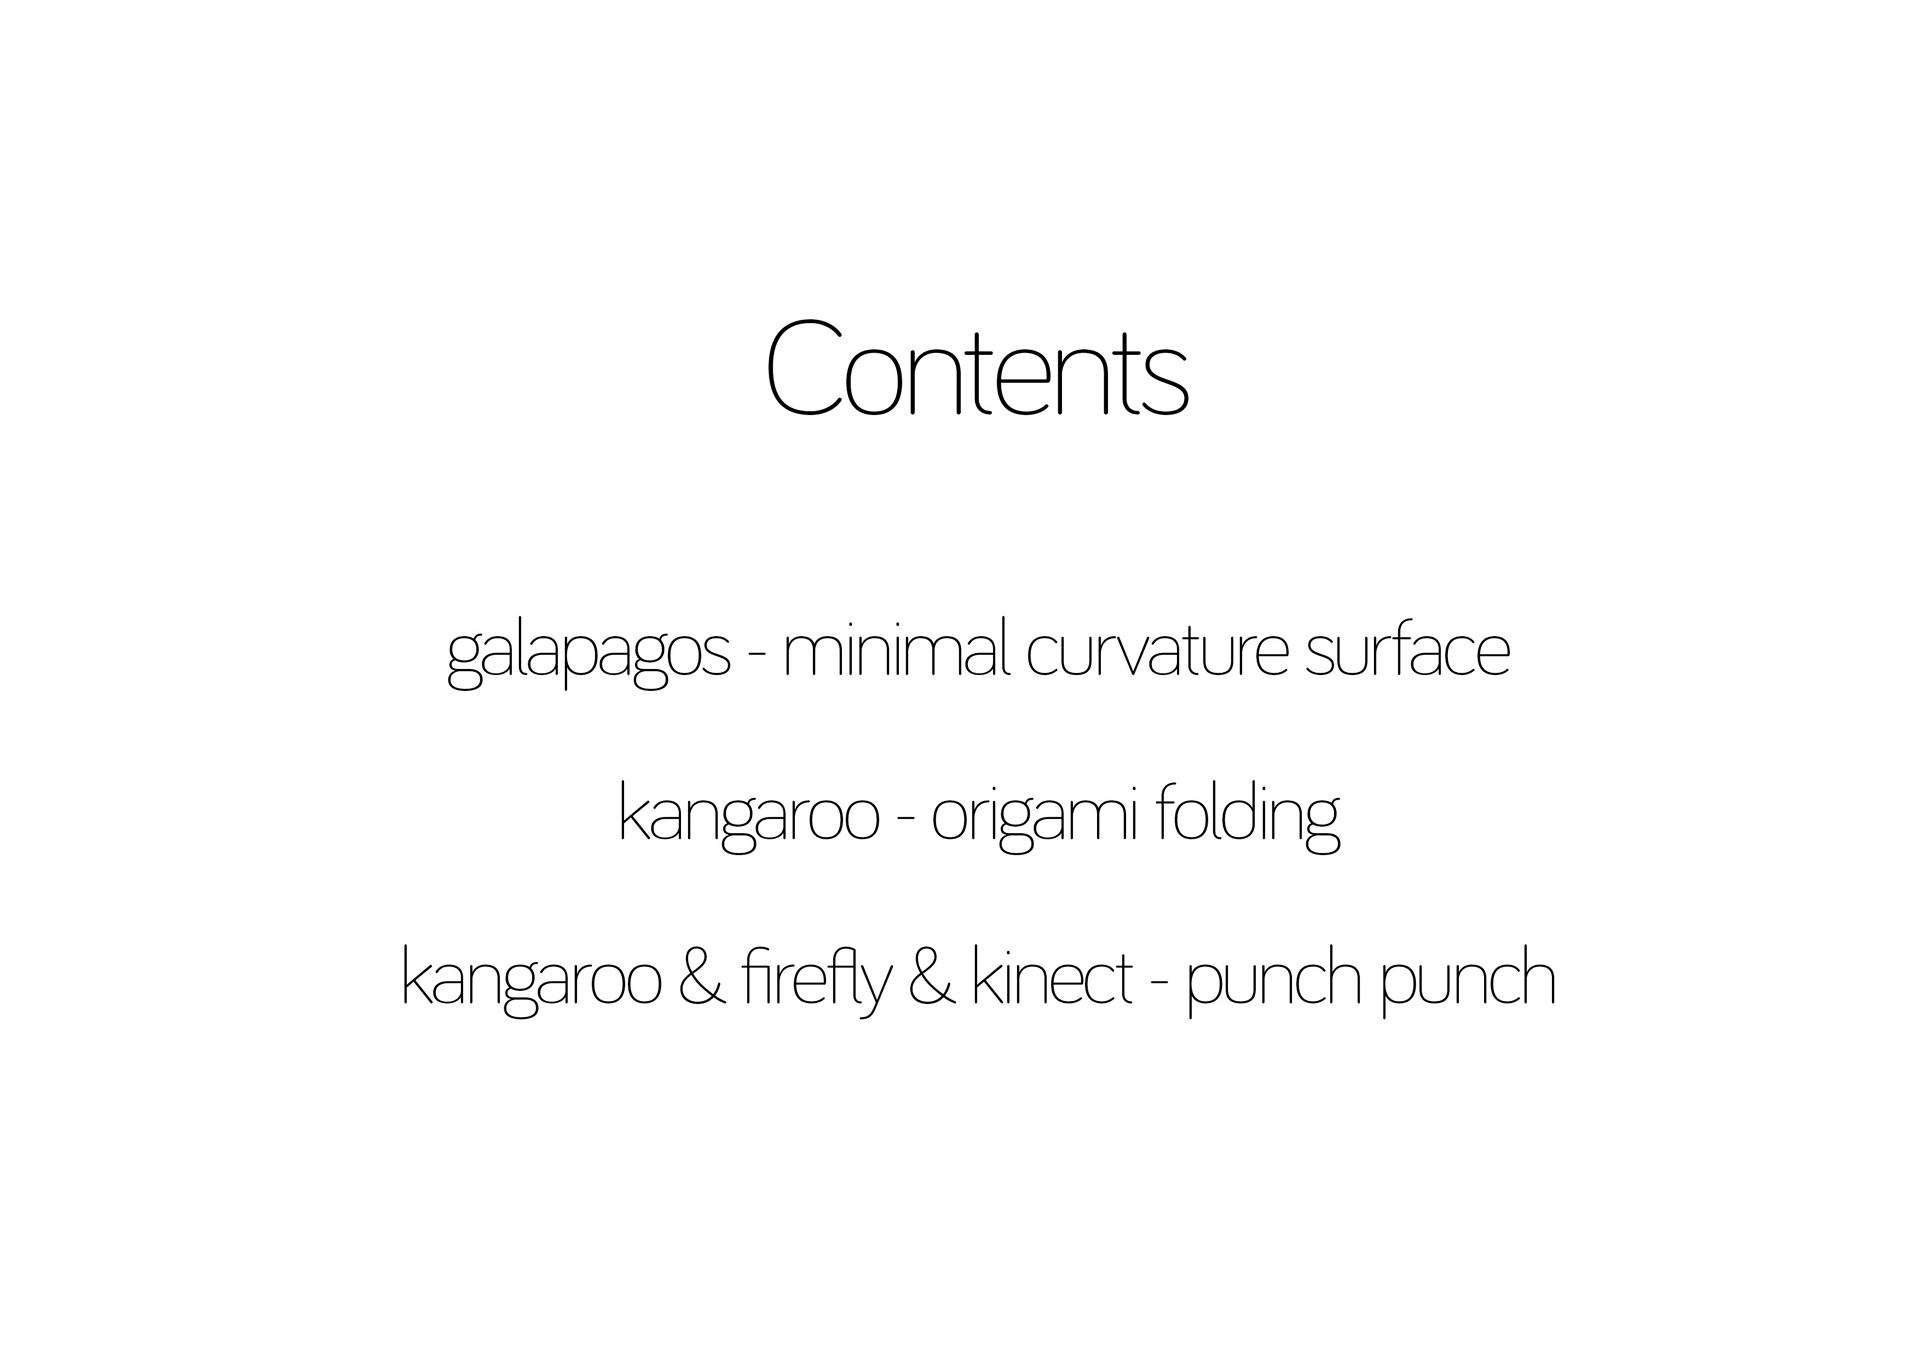 Contents
galapagos - minimal curvature surface
kangaroo - origami folding
kangaroo & firefly & kinect - punch punch